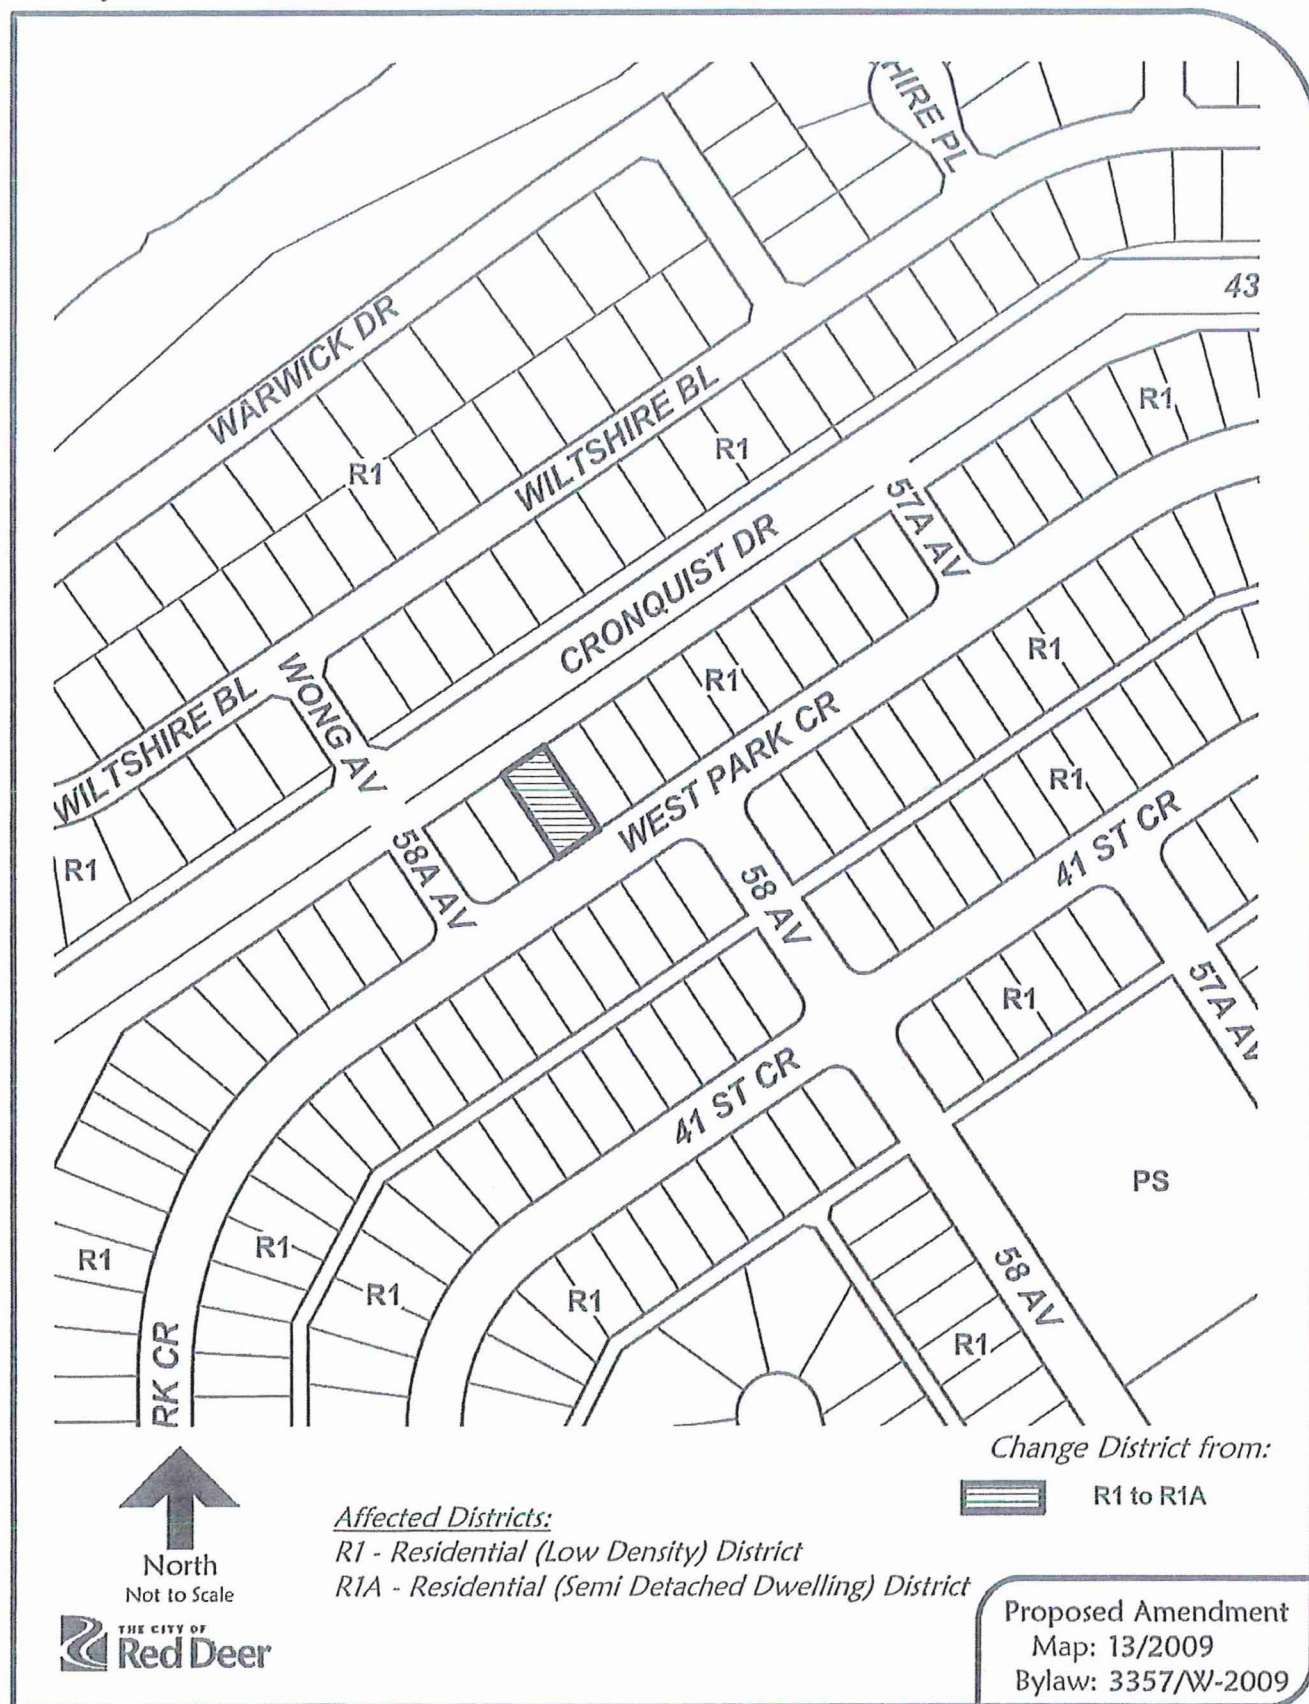 HIRE PL
43
WARWICK DR
R1
WILTSHIRE BL
R1
R1
57A AV
CRONQUIST DR
WONG AV
WILTSHIRE BL
R1
R1
R1
WEST PARK CR
R1
41 ST CR
58A AV
58 AV
R1
57A AV
41 ST CR
PS
R1
R1
R1
R1
58 AV
R1
RK CR
Change District from:
R1 to R1A
North
Not to Scale
Affected Districts:
R1 - Residential (Low Density) District
R1A - Residential (Semi Detached Dwelling) District
THE CITY OF
Red Deer
Proposed Amendment
Map: 13/2009
Bylaw: 3357/W-2009